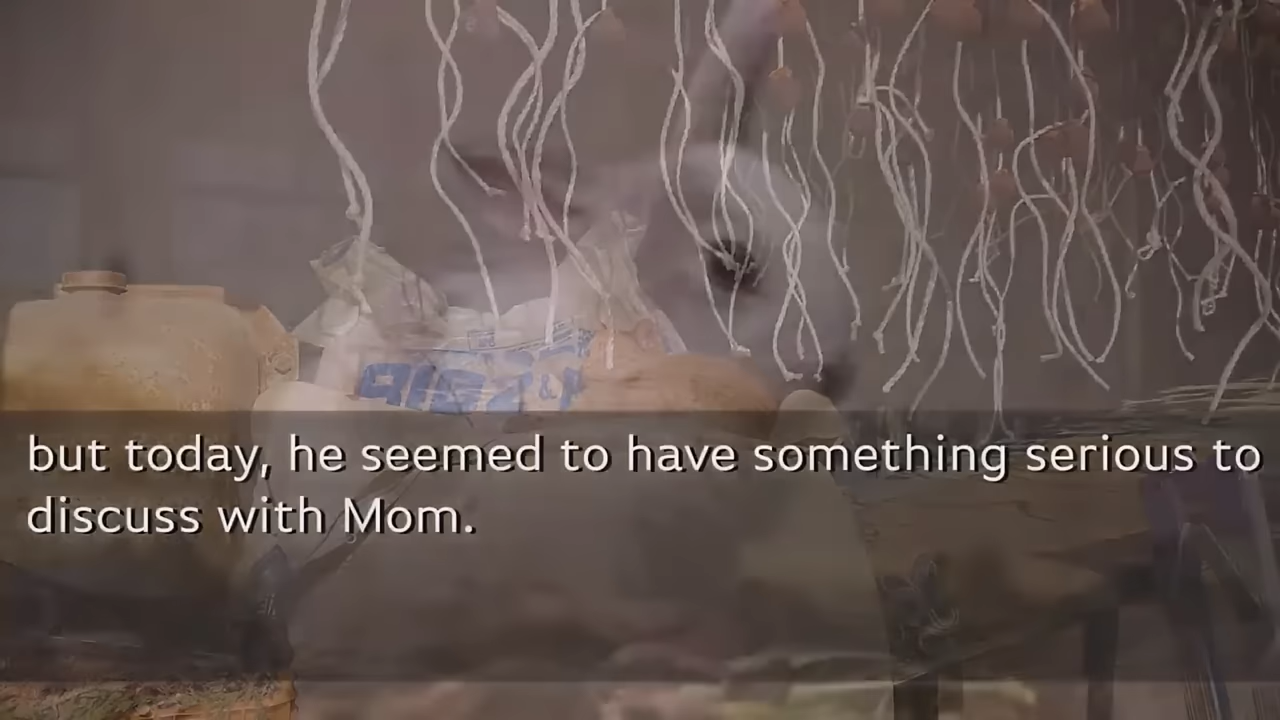 but today, he seemed to have something serious to
discuss with Mom.